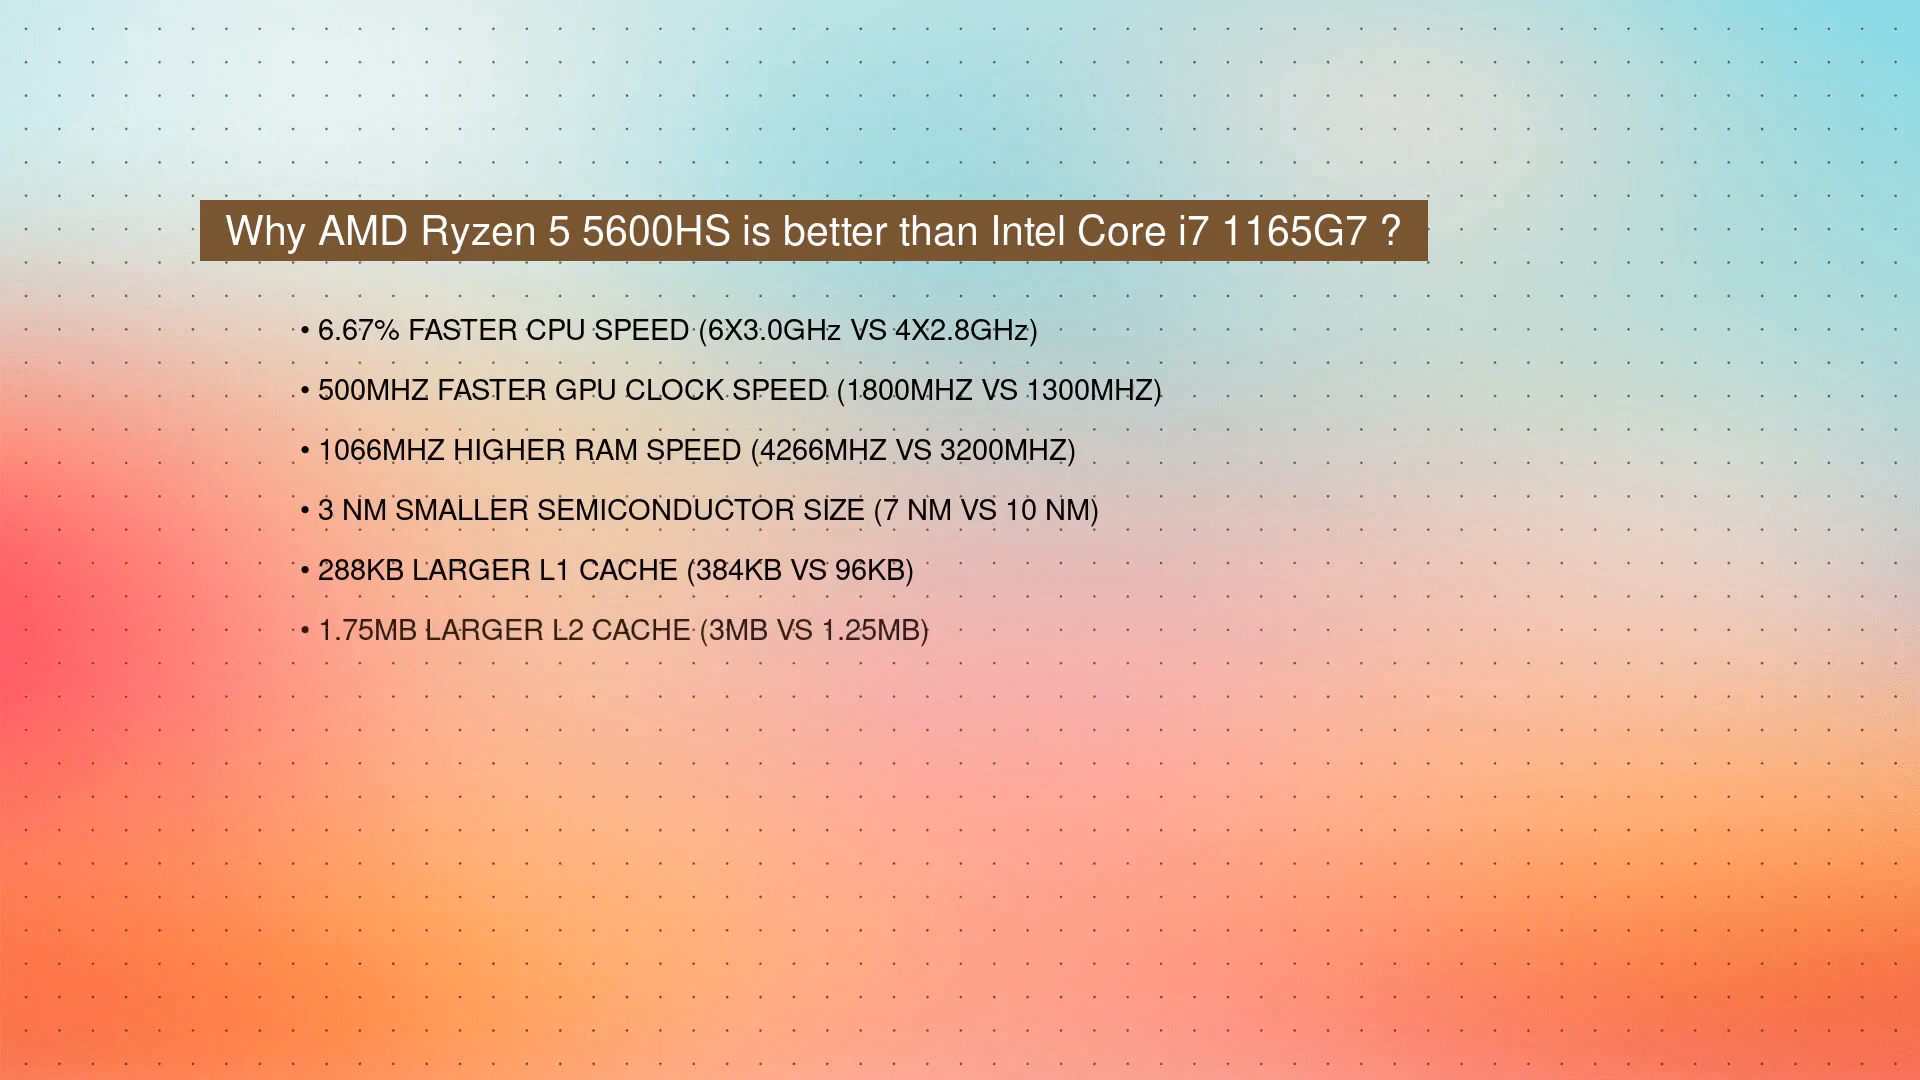 Why AMD Ryzen 5 5600HS is better than Intel Core i7 1165G7 ?
• 6.67% FASTER CPU SPEED (6X3.0GHz VS 4X2.8GHz)
• 500MHZ FASTER GPU CLOCK SPEED (1800MHZ VS 1300MHZ)
• 1066MHZ HIGHER RAM SPEED (4266MHZ VS 3200MHZ)
• 3 NM SMALLER SEMICONDUCTOR SIZE (7 NM VS 10 NM)
• 288KB LARGER L1 CACHE (384KB VS 96KB)
• 1.75MB LARGER L2 CACHE (3MB VS 1.25MB)